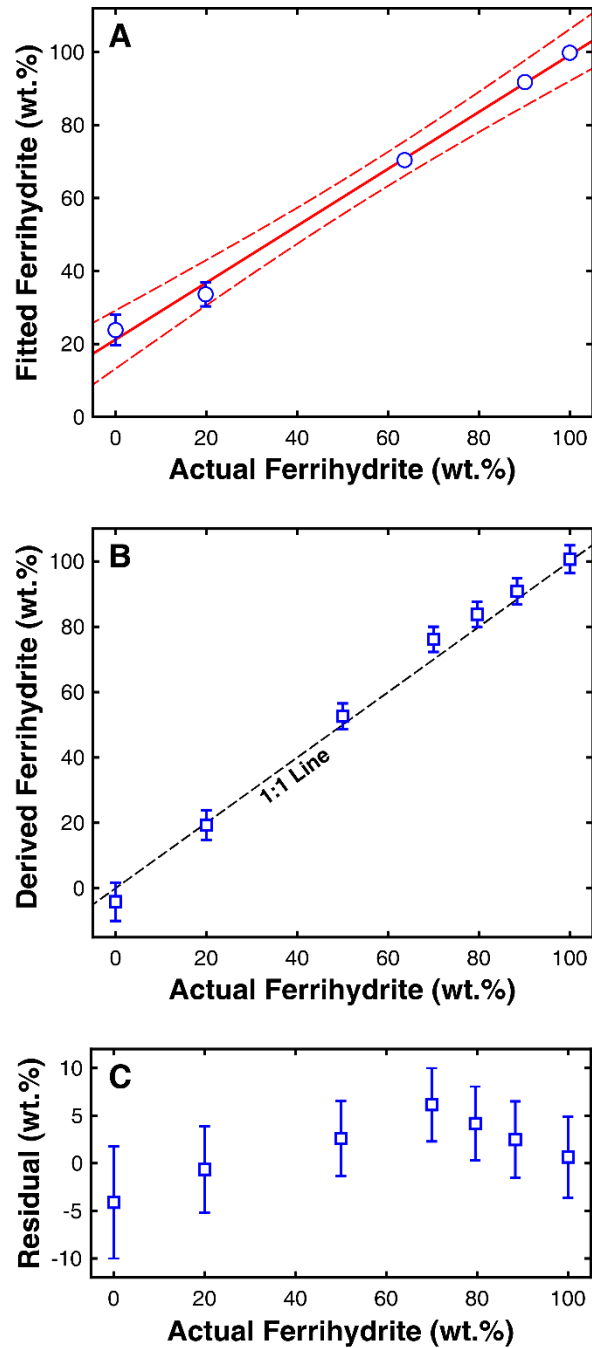 A
Fitted Ferrihydrite (wt.%)
100
80
60
40
20
0
0 20 40 60 80 100
Actual Ferrihydrite (wt.%)
B
Derived Ferrihydrite (wt.%)
100
80
60
40
20
0
1:1 Line
0 20 40 60 80 100
Actual Ferrihydrite (wt.%)
C
Residual (wt.%)
10
5
0
-5
-10
0 20 40 60 80 100
Actual Ferrihydrite (wt.%)